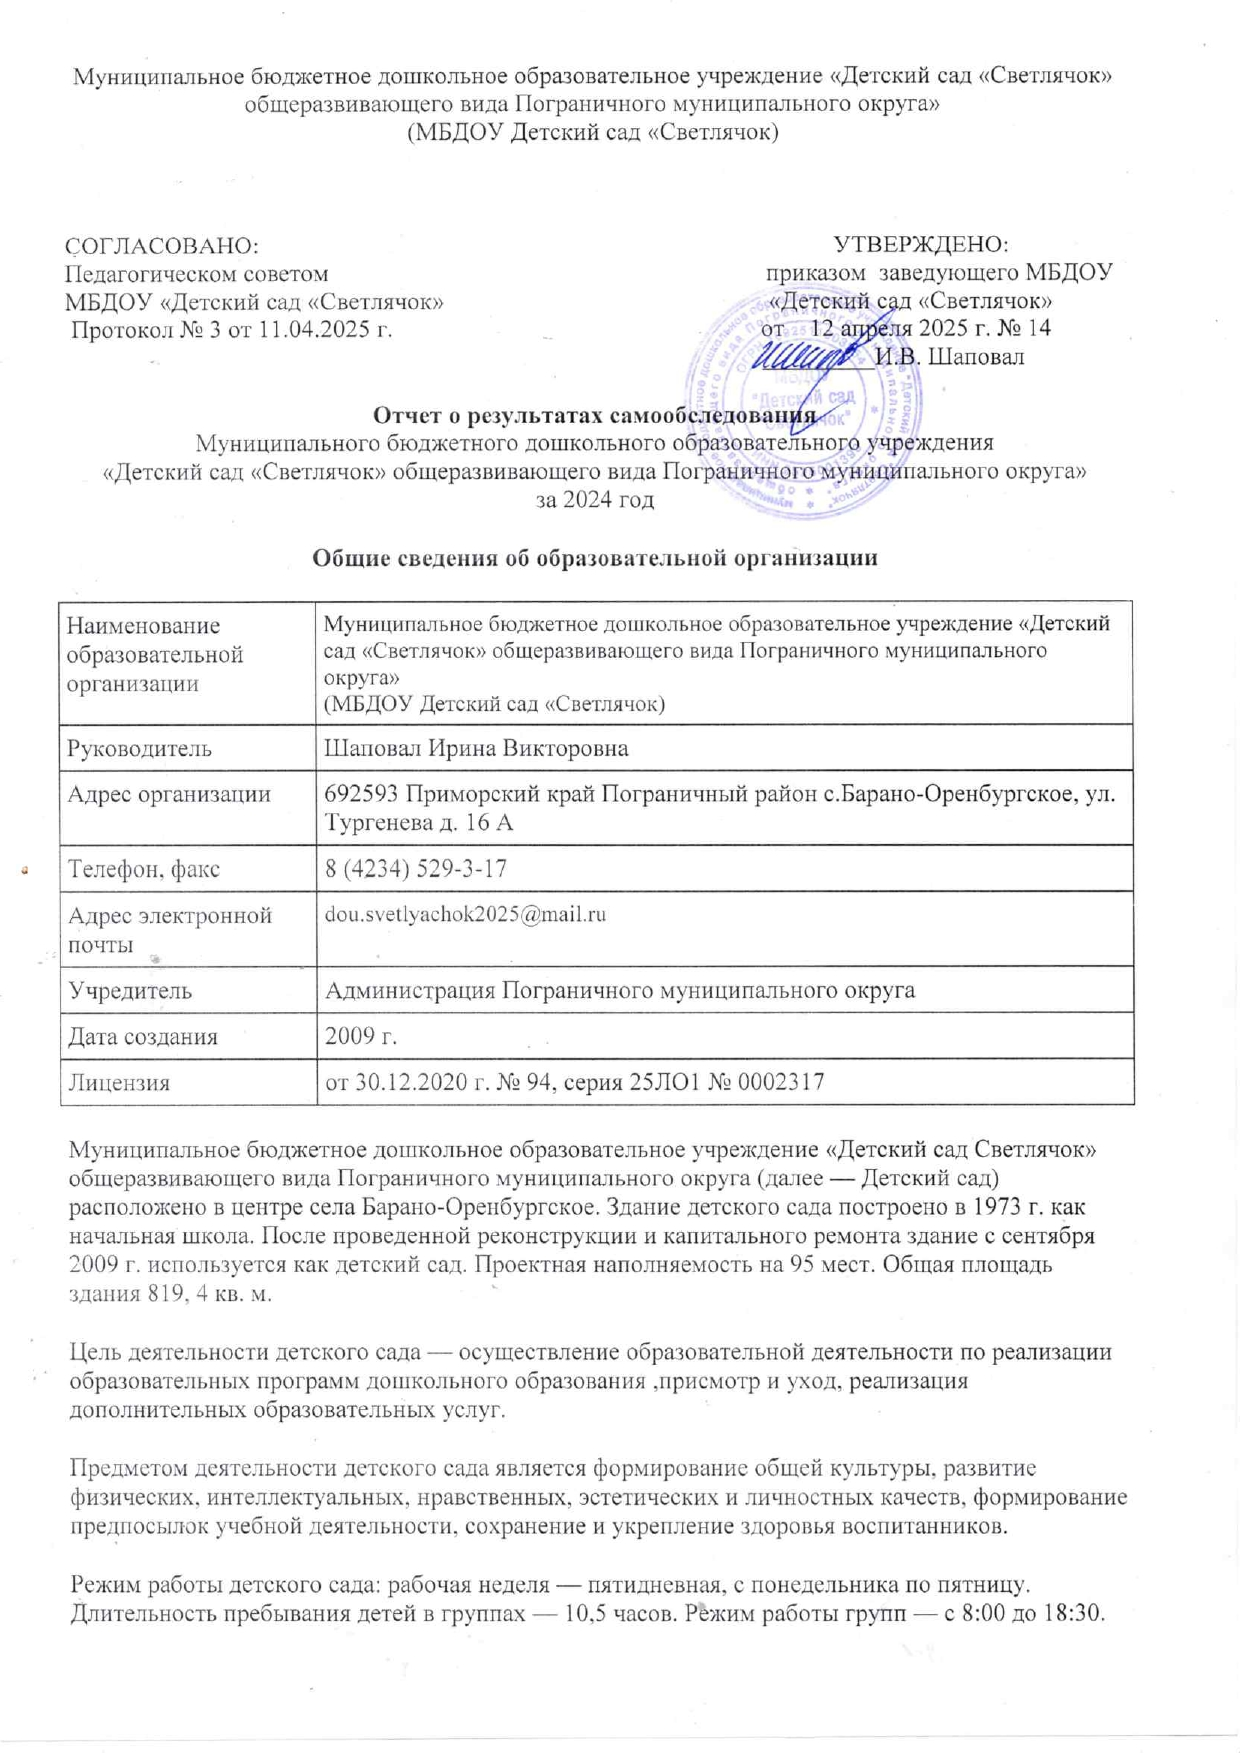 Муниципальное бюджетное дошкольное образовательное учреждение «Детский сад «Светлячок»
общеразвивающего вида Пограничного муниципального округа»
(МБДОУ Детский сад «Светлячок)
СОГЛАСОВАНО:
Педагогическом советом
МБДОУ «Детский сад «Светлячок»
Протокол № 3 от 11.04.2025 г.
УТВЕРЖДЕНО:
приказом заведующего МБДОУ
«Детский сад «Светлячок»
от 12 апреля 2025 г. № 14
_________И.В. Шаповал
МБДОУ
"Детский сад
"Светлячок"
Отчет о результатах самообследования
Муниципального бюджетного дошкольного образовательного учреждения
«Детский сад «Светлячок» общеразвивающего вида Пограничного муниципального округа»
за 2024 год
Общие сведения об образовательной организации
Наименование
образовательной
организации
Муниципальное бюджетное дошкольное образовательное учреждение «Детский
сад «Светлячок» общеразвивающего вида Пограничного муниципального
округа»
(МБДОУ Детский сад «Светлячок)
Руководитель
Шаповал Ирина Викторовна
Адрес организации
692593 Приморский край Пограничный район с.Барано-Оренбургское, ул.
Тургенева д. 16 А
Телефон, факс
8 (4234) 529-3-17
Адрес электронной
почты
dou.svetlyachok2025@mail.ru
Учредитель
Администрация Пограничного муниципального округа
Дата создания
2009 г.
Лицензия
от 30.12.2020 г. № 94, серия 25ЛО1 № 0002317
Муниципальное бюджетное дошкольное образовательное учреждение «Детский сад Светлячок»
общеразвивающего вида Пограничного муниципального округа (далее — Детский сад)
расположено в центре села Барано-Оренбургское. Здание детского сада построено в 1973 г. как
начальная школа. После проведенной реконструкции и капитального ремонта здание с сентября
2009 г. используется как детский сад. Проектная наполняемость на 95 мест. Общая площадь
здания 819, 4 кв. м.
Цель деятельности детского сада — осуществление образовательной деятельности по реализации
образовательных программ дошкольного образования ,присмотр и уход, реализация
дополнительных образовательных услуг.
Предметом деятельности детского сада является формирование общей культуры, развитие
физических, интеллектуальных, нравственных, эстетических и личностных качеств, формирование
предпосылок учебной деятельности, сохранение и укрепление здоровья воспитанников.
Режим работы детского сада: рабочая неделя — пятидневная, с понедельника по пятницу.
Длительность пребывания детей в группах — 10,5 часов. Режим работы групп — с 8:00 до 18:30.